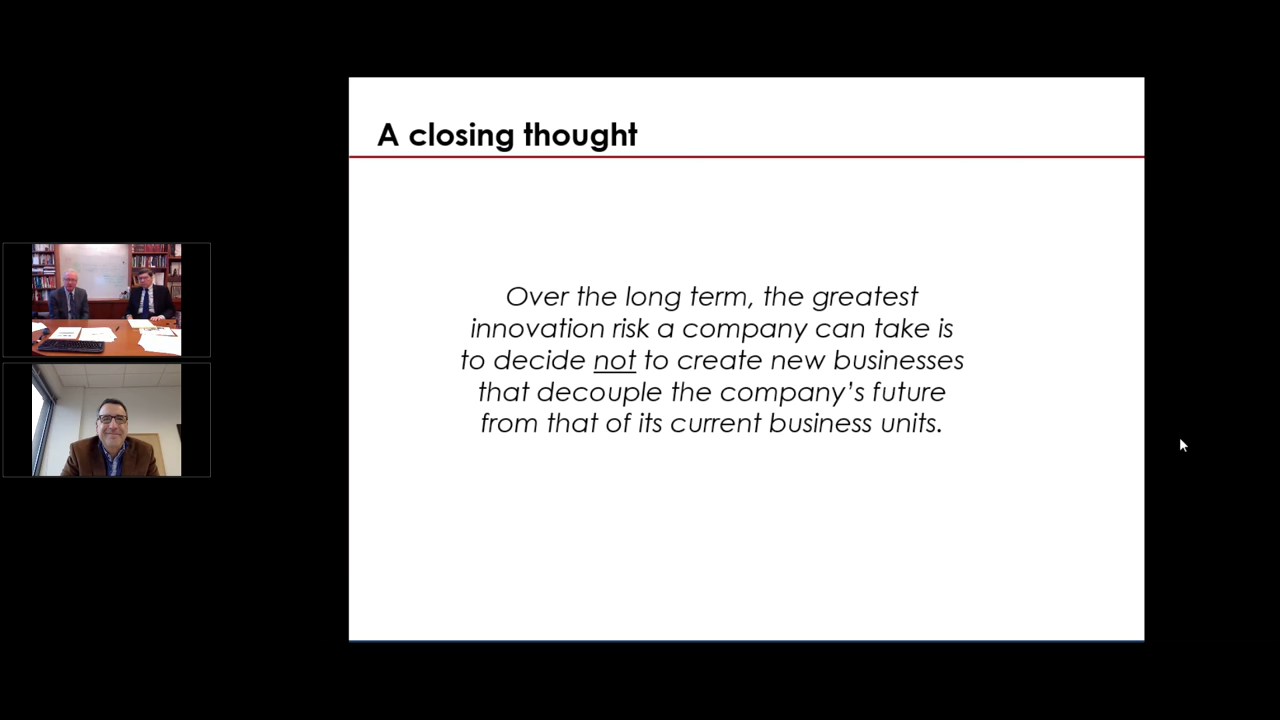 A closing thought
Over the long term, the greatest
innovation risk a company can take is
to decide not to create new businesses
that decouple the company’s future
from that of its current business units.